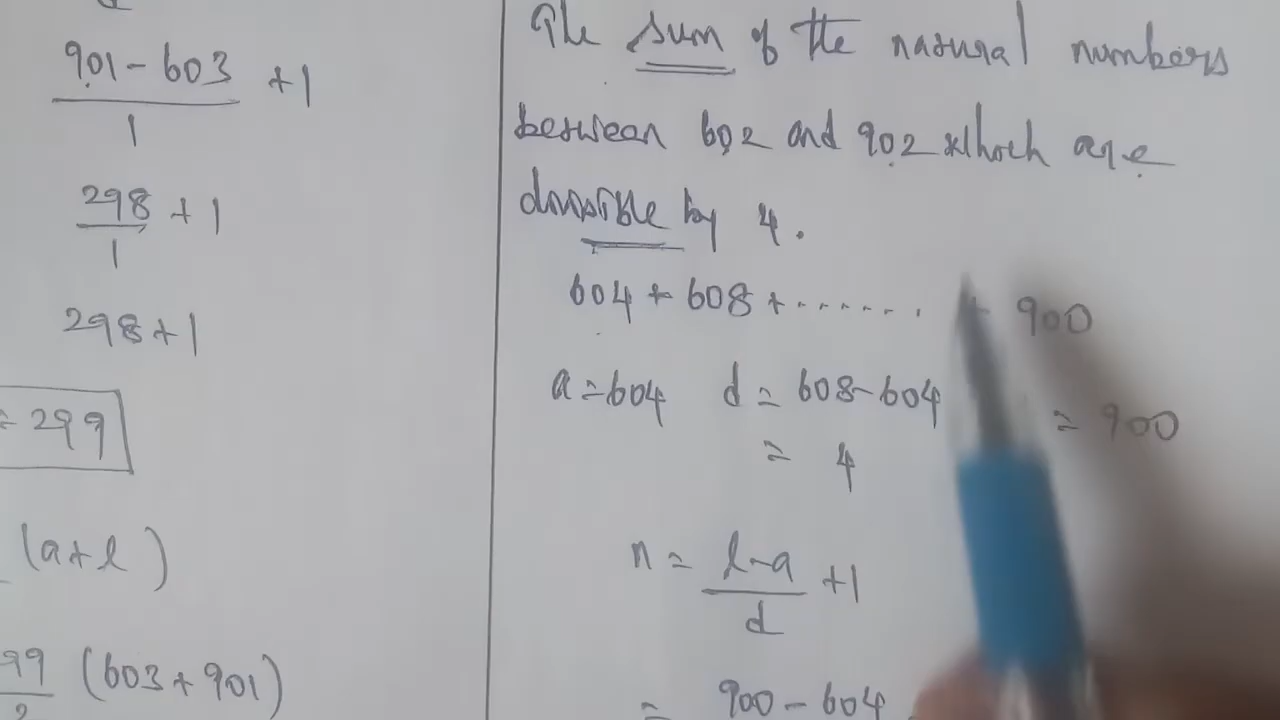 901 - 603 + 1
1
298 + 1
1
298 + 1
= 299
(a + l)
99 (603 + 901)
2
The sum of the natural numbers
between 602 and 902 which are
divisible by 4.
604 + 608 + ....... + 900
a = 604 d = 608 - 604 = 900
= 4
n = l - a + 1
d
= 900 - 604